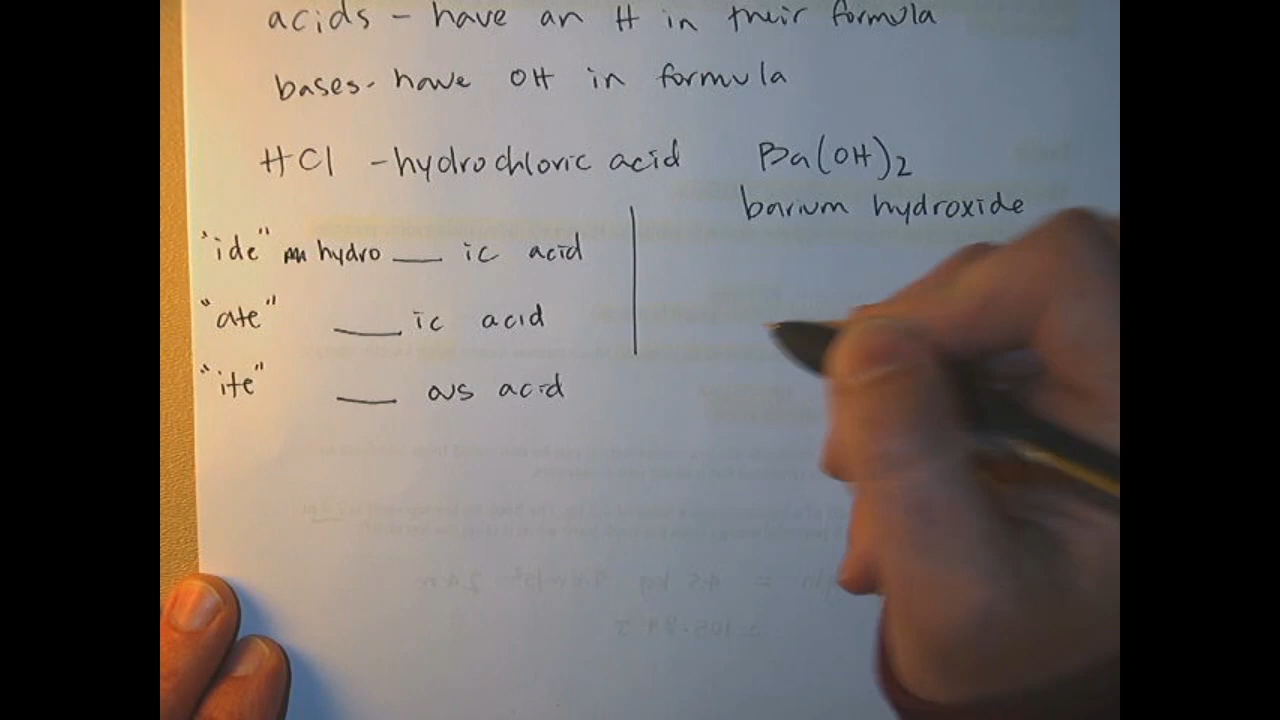 acids - have an H in their formula
bases - have OH in formula
HCl - hydrochloric acid
Ba(OH)2
barium hydroxide
"ide" hydro ___ ic acid
"ate" ___ ic acid
"ite" ___ ous acid